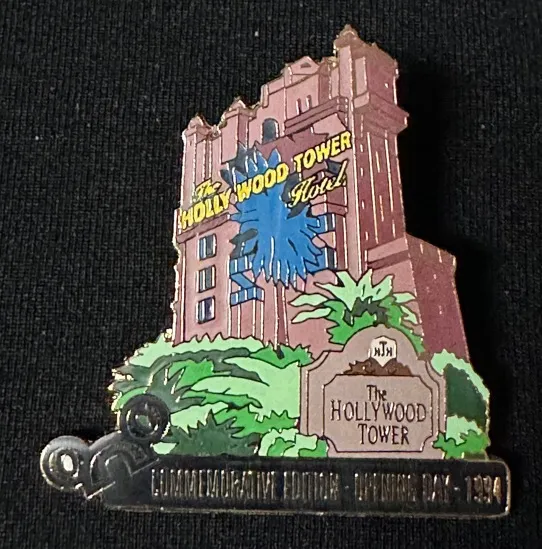 The
HOLLYWOOD TOWER
Hotel
HTH
The
HOLLYWOOD
TOWER
COMMEMORATIVE EDITION - OPENING DAY - 1994